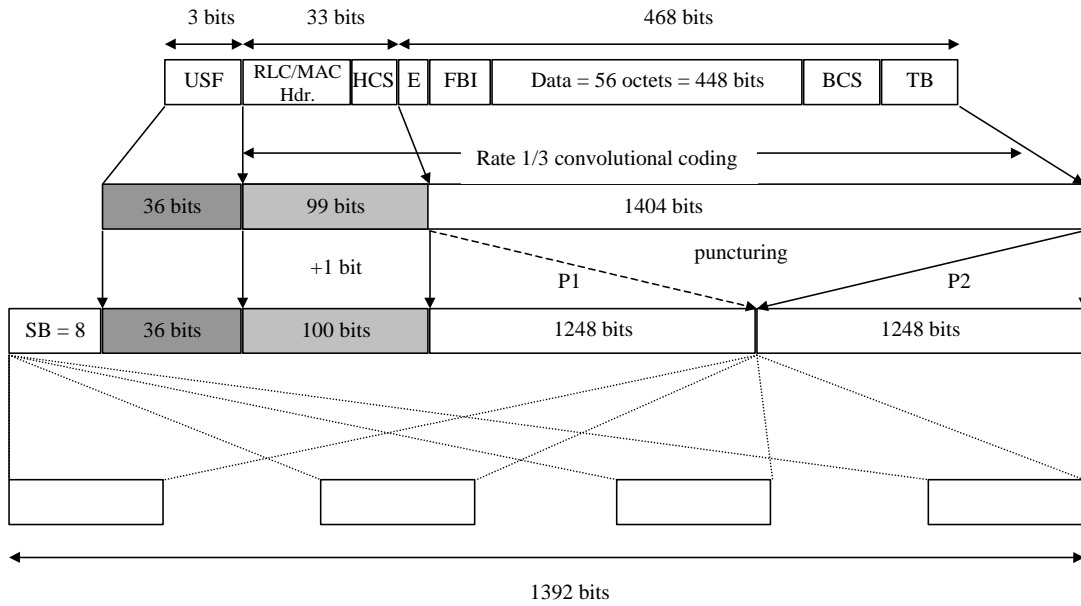 3 bits 33 bits 468 bits
USF RLC/MAC Hdr. HCS E FBI Data = 56 octets = 448 bits BCS TB
Rate 1/3 convolutional coding
36 bits 99 bits 1404 bits
+1 bit puncturing
P1 P2
SB = 8 36 bits 100 bits 1248 bits 1248 bits
1392 bits